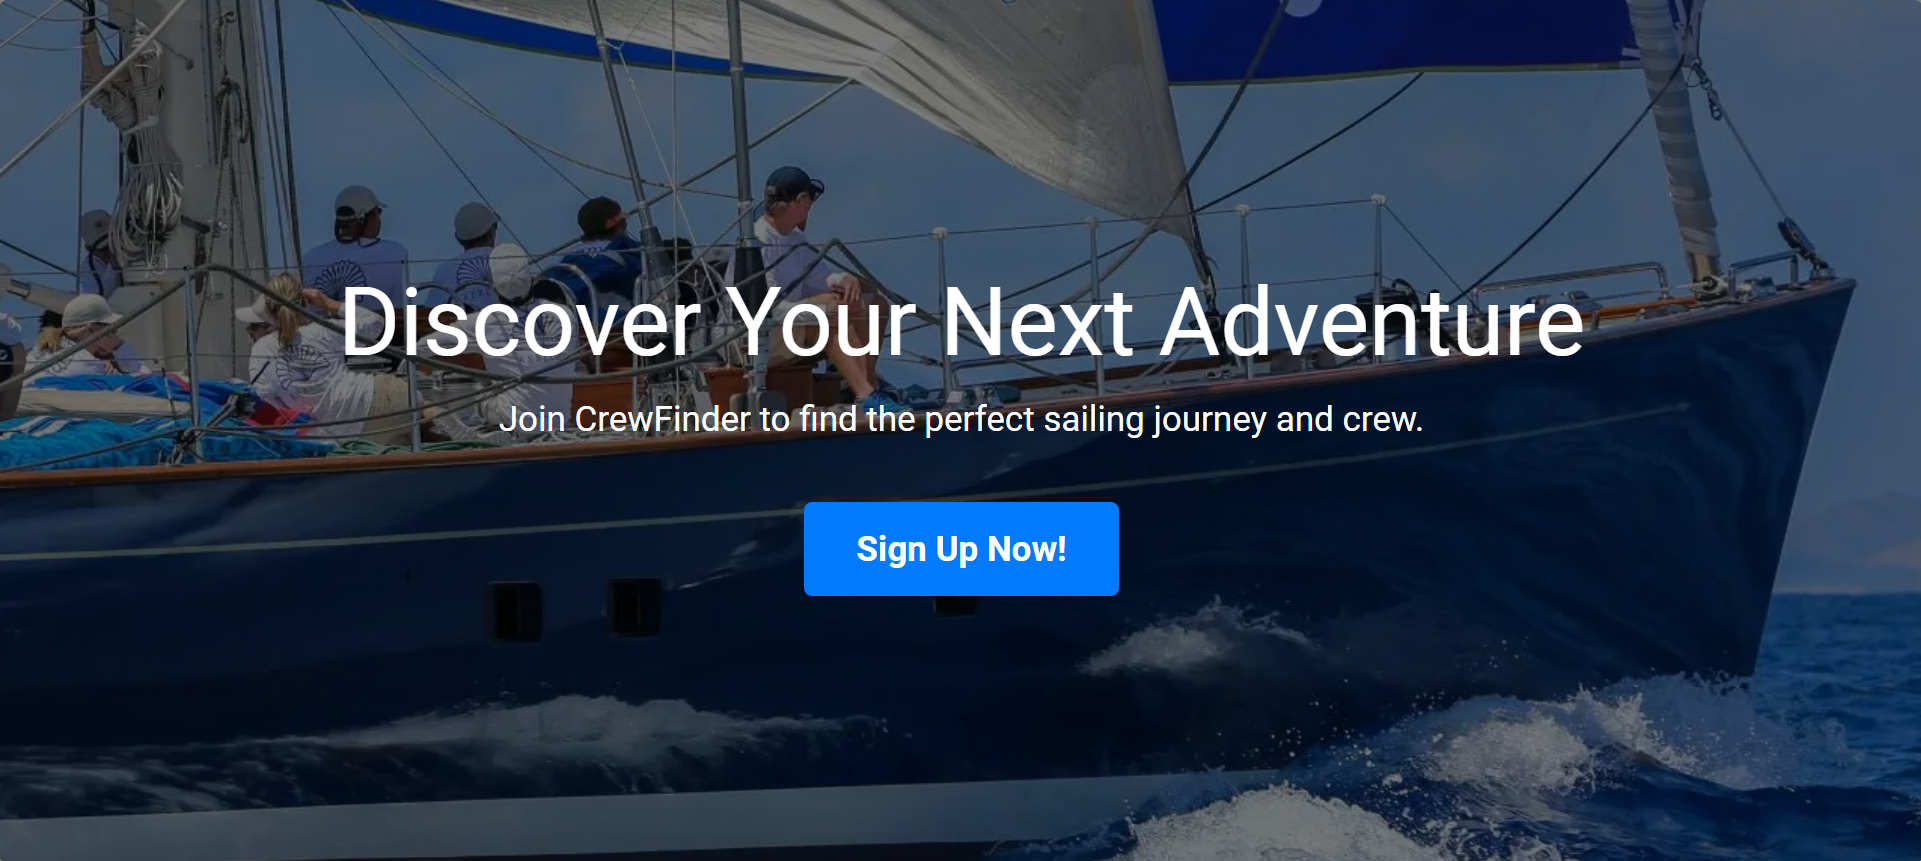 Discover Your Next Adventure
Join CrewFinder to find the perfect sailing journey and crew.
Sign Up Now!